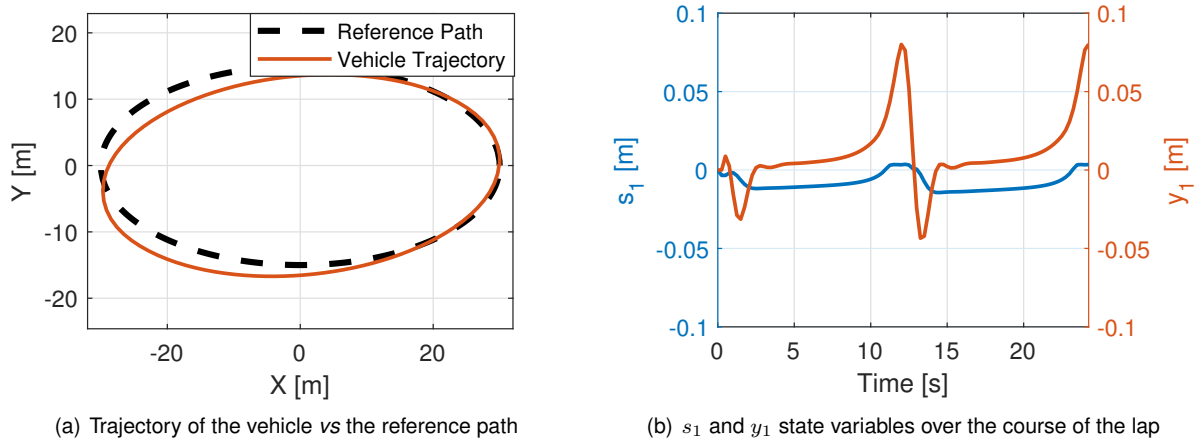 20
10
0
-10
-20
Y [m]
-20
0
20
X [m]
Reference Path
Vehicle Trajectory
(a) Trajectory of the vehicle vs the reference path
0.1
0.05
0
-0.05
-0.1
s₁ [m]
0
5
10
15
20
Time [s]
0.1
0.05
0
-0.05
-0.1
y₁ [m]
(b) s₁ and y₁ state variables over the course of the lap